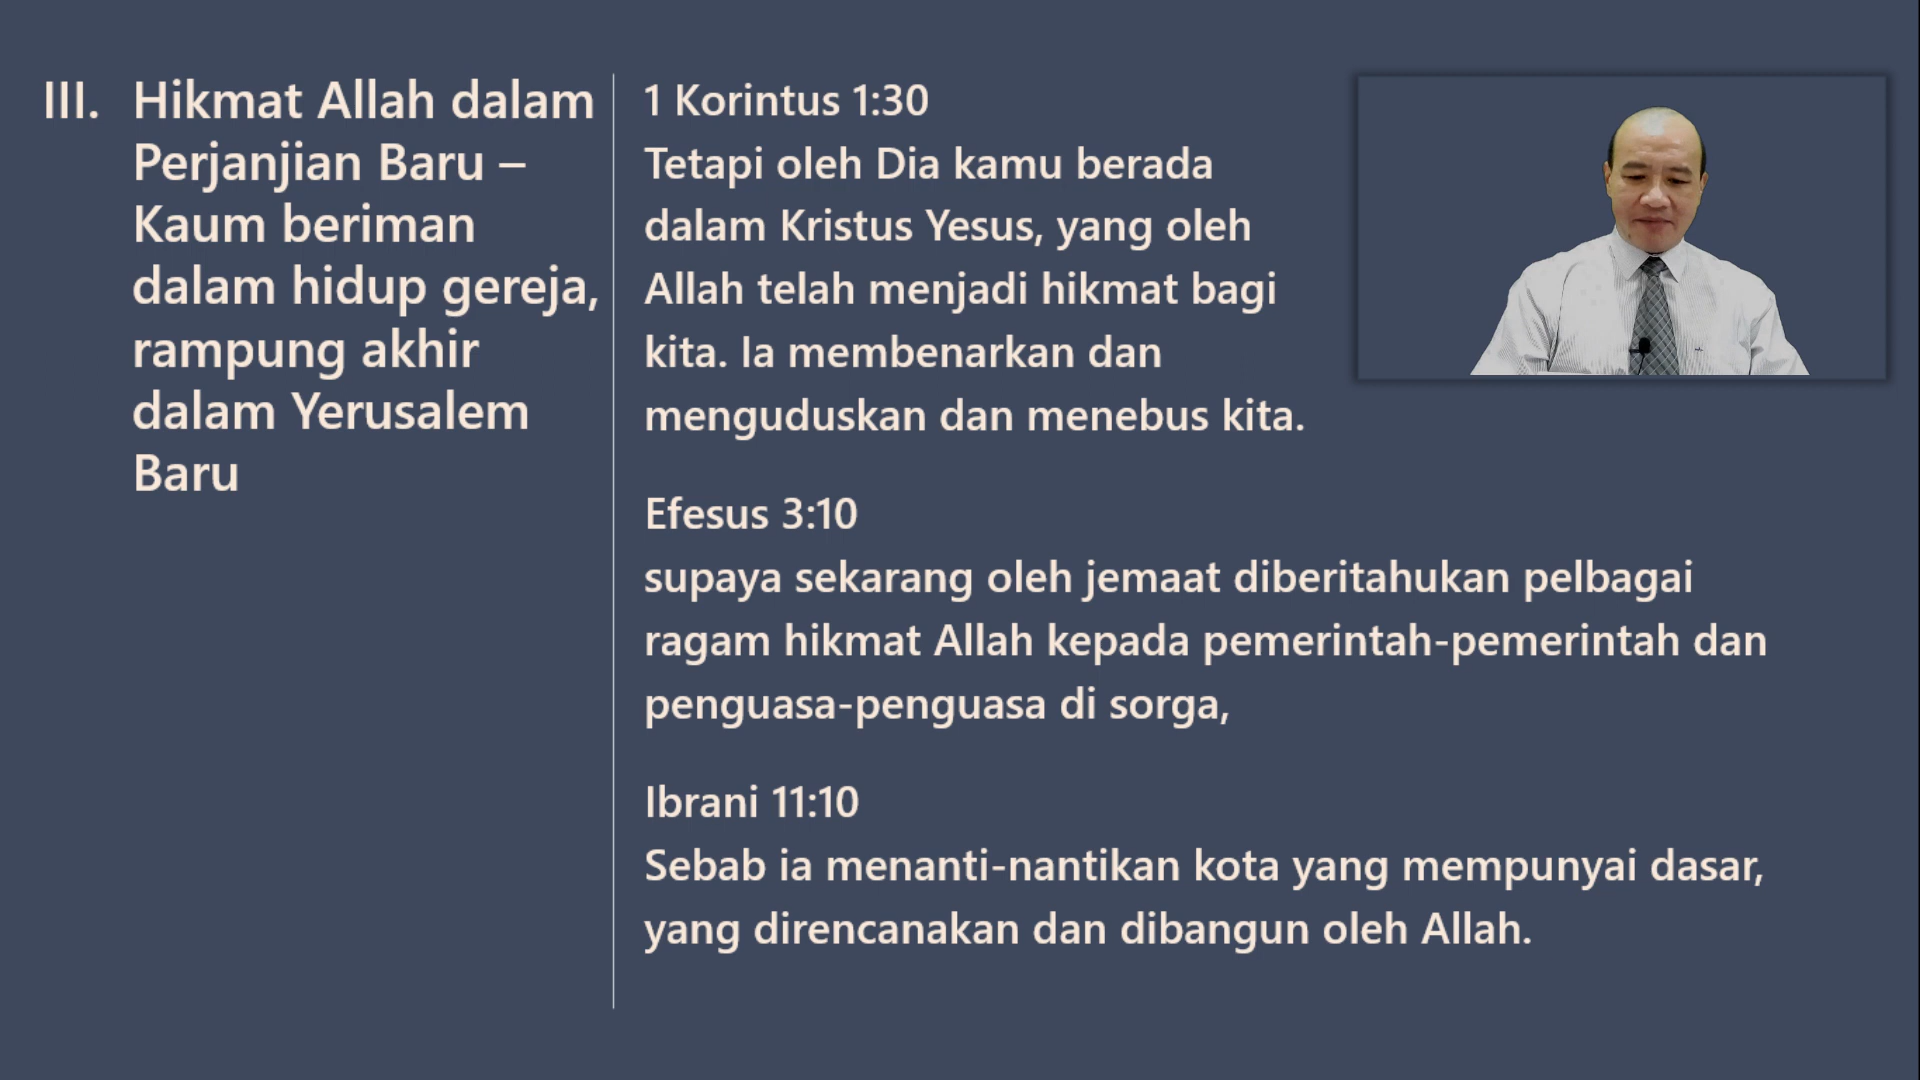 III. Hikmat Allah dalam
Perjanjian Baru –
Kaum beriman
dalam hidup gereja,
rampung akhir
dalam Yerusalem
Baru
1 Korintus 1:30
Tetapi oleh Dia kamu berada
dalam Kristus Yesus, yang oleh
Allah telah menjadi hikmat bagi
kita. Ia membenarkan dan
menguduskan dan menebus kita.
Efesus 3:10
supaya sekarang oleh jemaat diberitahukan pelbagai
ragam hikmat Allah kepada pemerintah-pemerintah dan
penguasa-penguasa di sorga,
Ibrani 11:10
Sebab ia menanti-nantikan kota yang mempunyai dasar,
yang direncanakan dan dibangun oleh Allah.